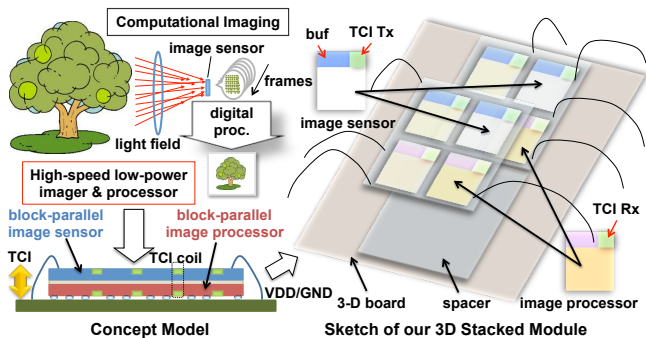 Computational Imaging
image sensor
frames
digital
proc.
light field
High-speed low-power
imager & processor
block-parallel
image sensor
block-parallel
image processor
TCI
TCI coil
VDD/GND
Concept Model
buf
TCI Tx
image sensor
TCI Rx
3-D board
spacer
image processor
Sketch of our 3D Stacked Module